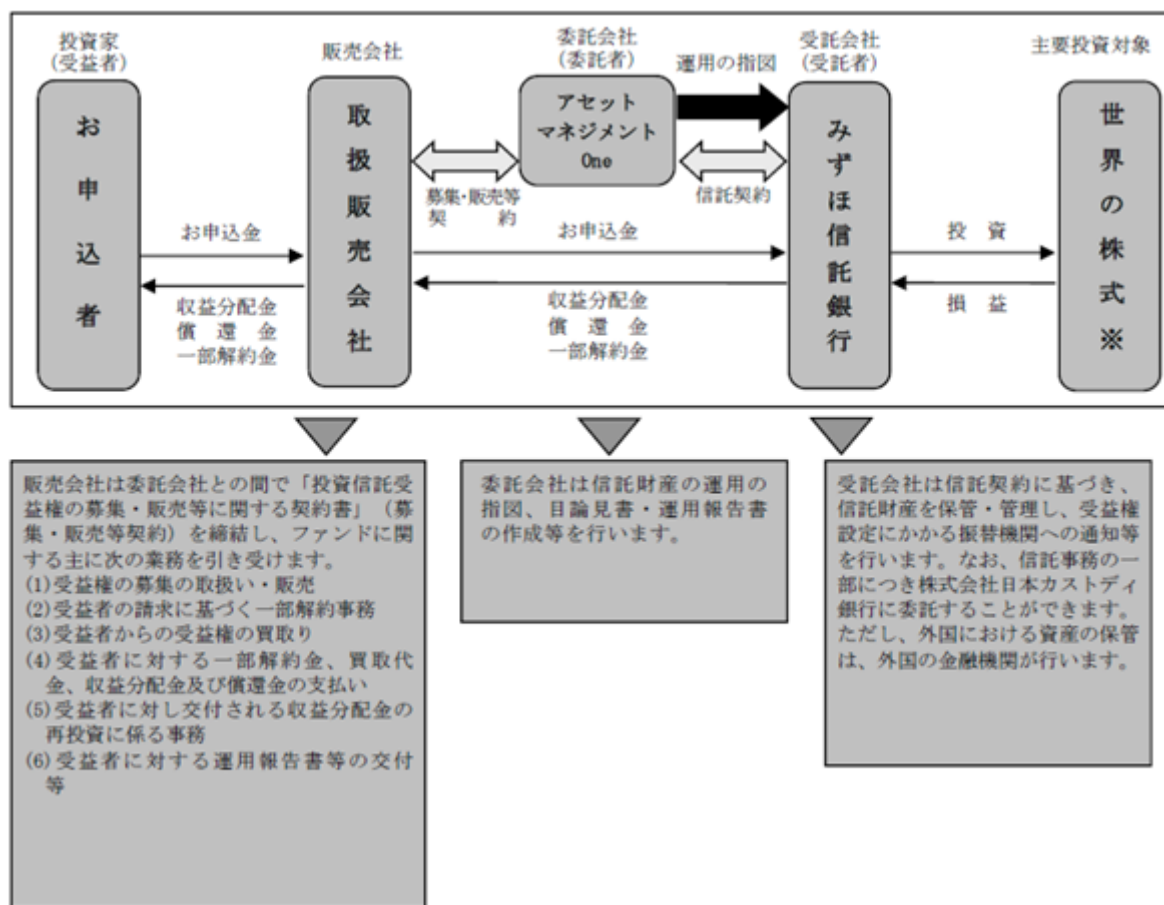 投資家
(受益者)
販売会社
委託会社
(委託者)
運用の指図
受託会社
(受託者)
主要投資対象
お申込者
取扱販売会社
アセット
マネジメント
One
みずほ信託銀行
世界の株式※
募集・販売等
契 約
信託契約
お申込金
収益分配金
償 還 金
一部解約金
お申込金
収益分配金
償 還 金
一部解約金
投 資
損 益
販売会社は委託会社との間で「投資信託受
益権の募集・販売等に関する契約書」(募
集・販売等契約)を締結し、ファンドに関
する主に次の業務を引き受けます。
(1)受益権の募集の取扱い・販売
(2)受益者の請求に基づく一部解約事務
(3)受益者からの受益権の買取り
(4)受益者に対する一部解約金、買取代
金、収益分配金及び償還金の支払い
(5)受益者に対し交付される収益分配金の
再投資に係る事務
(6)受益者に対する運用報告書等の交付
等
委託会社は信託財産の運用の
指図、目論見書・運用報告書
の作成等を行います。
受託会社は信託契約に基づき、
信託財産を保管・管理し、受益権
設定にかかる振替機関への通知等
を行います。なお、信託事務の一
部につき株式会社日本カストディ
銀行に委託することができます。
ただし、外国における資産の保管
は、外国の金融機関が行います。